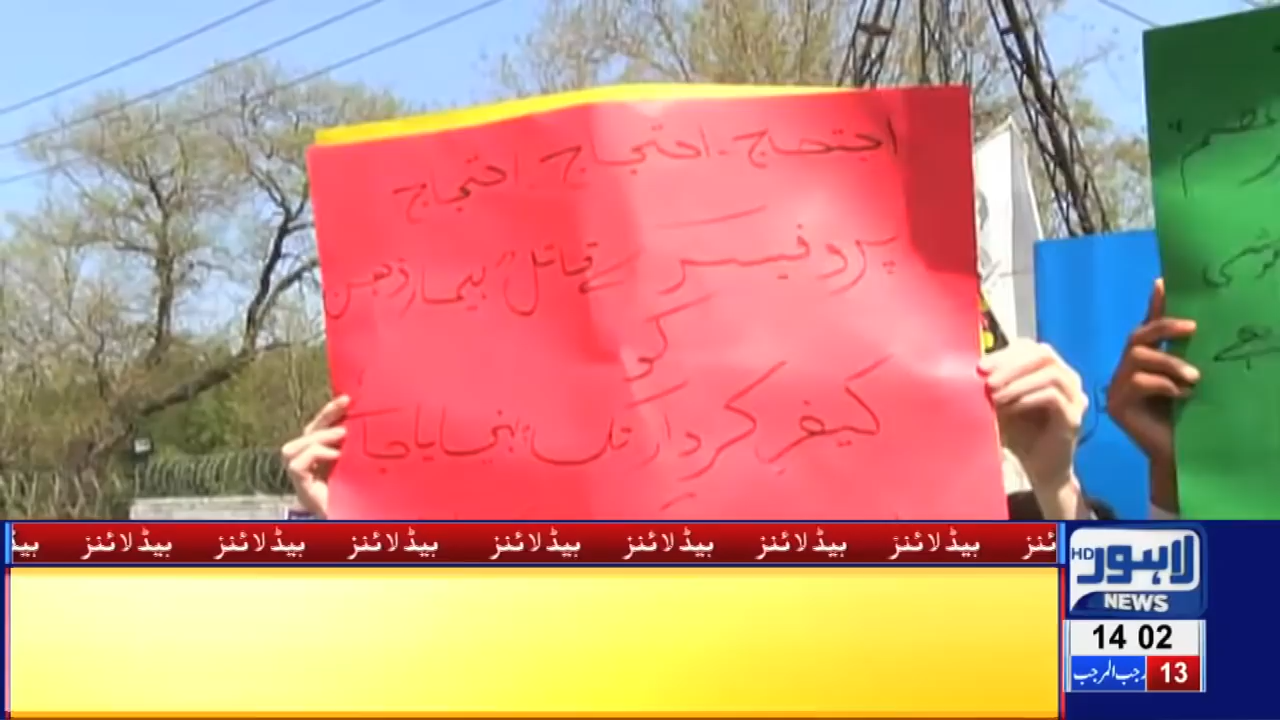 احتجاج - احتجاج احتجاج
پروفیسر کے قاتل "بیمار ذہن
کو
کیفر کردار تک پہنچایا جائے
ہیڈلائنز ہیڈلائنز ہیڈلائنز ہیڈلائنز ہیڈلائنز ہیڈلائنز ہیڈلائنز
لاہور
HD
NEWS
14 02
13 رجب المرجب